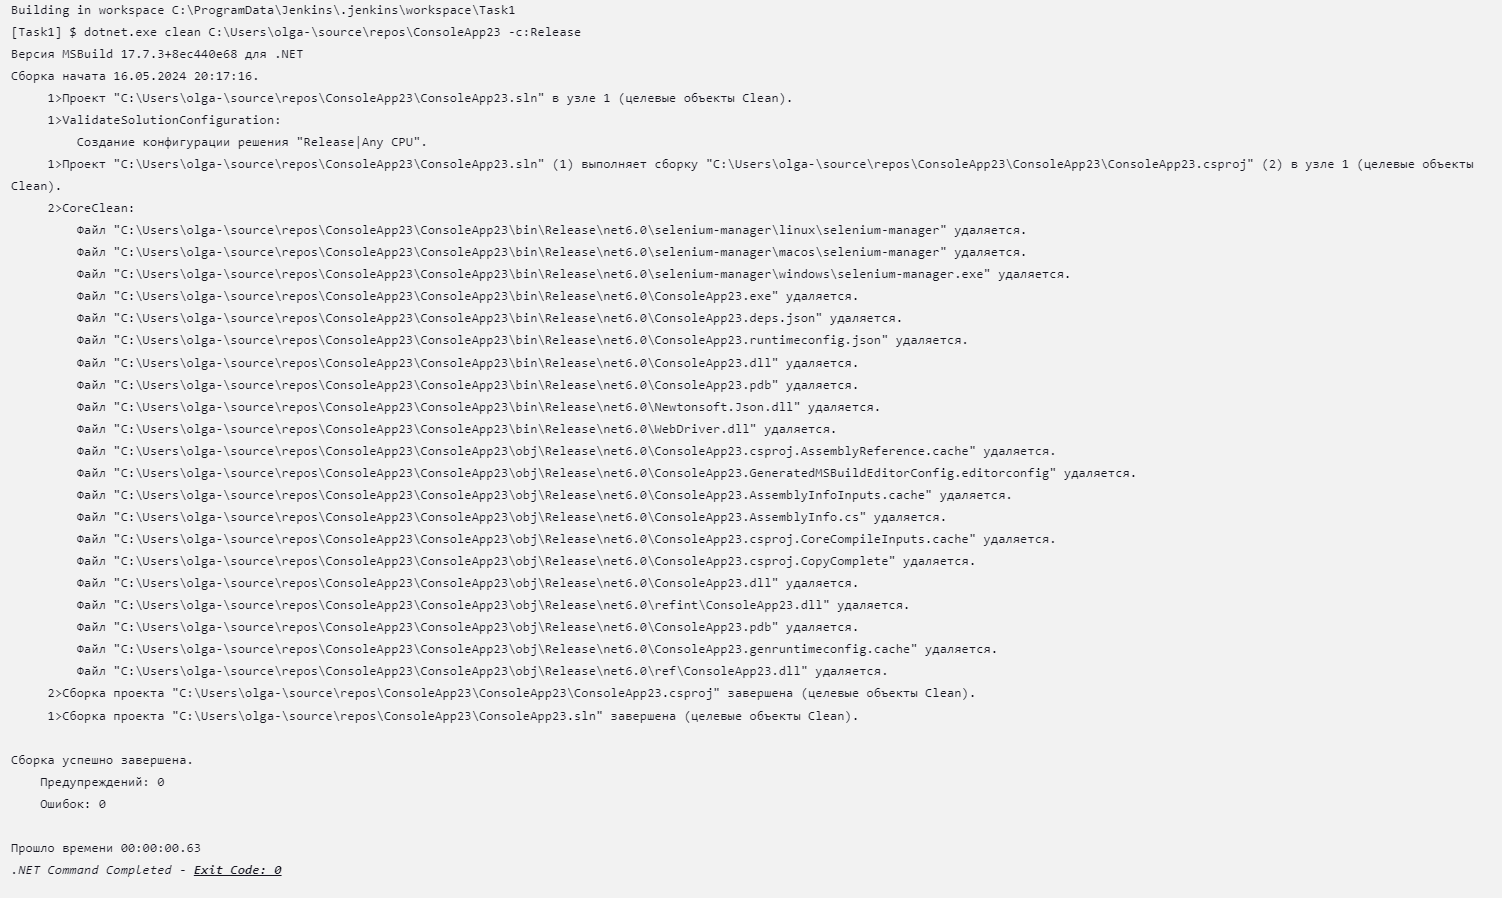 Building in workspace C:\ProgramData\Jenkins\.jenkins\workspace\Task1
[Task1] $ dotnet.exe clean C:\Users\olga-\source\repos\ConsoleApp23 -c:Release
Версия MSBuild 17.7.3+8ec440e68 для .NET
Сборка начата 16.05.2024 20:17:16.
     1>Проект "C:\Users\olga-\source\repos\ConsoleApp23\ConsoleApp23.sln" в узле 1 (целевые объекты Clean).
     1>ValidateSolutionConfiguration:
         Создание конфигурации решения "Release|Any CPU".
     1>Проект "C:\Users\olga-\source\repos\ConsoleApp23\ConsoleApp23.sln" (1) выполняет сборку "C:\Users\olga-\source\repos\ConsoleApp23\ConsoleApp23\ConsoleApp23.csproj" (2) в узле 1 (целевые объекты
Clean).
     2>CoreClean:
         Файл "C:\Users\olga-\source\repos\ConsoleApp23\ConsoleApp23\bin\Release\net6.0\selenium-manager\linux\selenium-manager" удаляется.
         Файл "C:\Users\olga-\source\repos\ConsoleApp23\ConsoleApp23\bin\Release\net6.0\selenium-manager\macos\selenium-manager" удаляется.
         Файл "C:\Users\olga-\source\repos\ConsoleApp23\ConsoleApp23\bin\Release\net6.0\selenium-manager\windows\selenium-manager.exe" удаляется.
         Файл "C:\Users\olga-\source\repos\ConsoleApp23\ConsoleApp23\bin\Release\net6.0\ConsoleApp23.exe" удаляется.
         Файл "C:\Users\olga-\source\repos\ConsoleApp23\ConsoleApp23\bin\Release\net6.0\ConsoleApp23.deps.json" удаляется.
         Файл "C:\Users\olga-\source\repos\ConsoleApp23\ConsoleApp23\bin\Release\net6.0\ConsoleApp23.runtimeconfig.json" удаляется.
         Файл "C:\Users\olga-\source\repos\ConsoleApp23\ConsoleApp23\bin\Release\net6.0\ConsoleApp23.dll" удаляется.
         Файл "C:\Users\olga-\source\repos\ConsoleApp23\ConsoleApp23\bin\Release\net6.0\ConsoleApp23.pdb" удаляется.
         Файл "C:\Users\olga-\source\repos\ConsoleApp23\ConsoleApp23\bin\Release\net6.0\Newtonsoft.Json.dll" удаляется.
         Файл "C:\Users\olga-\source\repos\ConsoleApp23\ConsoleApp23\bin\Release\net6.0\WebDriver.dll" удаляется.
         Файл "C:\Users\olga-\source\repos\ConsoleApp23\ConsoleApp23\obj\Release\net6.0\ConsoleApp23.csproj.AssemblyReference.cache" удаляется.
         Файл "C:\Users\olga-\source\repos\ConsoleApp23\ConsoleApp23\obj\Release\net6.0\ConsoleApp23.GeneratedMSBuildEditorConfig.editorconfig" удаляется.
         Файл "C:\Users\olga-\source\repos\ConsoleApp23\ConsoleApp23\obj\Release\net6.0\ConsoleApp23.AssemblyInfoInputs.cache" удаляется.
         Файл "C:\Users\olga-\source\repos\ConsoleApp23\ConsoleApp23\obj\Release\net6.0\ConsoleApp23.AssemblyInfo.cs" удаляется.
         Файл "C:\Users\olga-\source\repos\ConsoleApp23\ConsoleApp23\obj\Release\net6.0\ConsoleApp23.csproj.CoreCompileInputs.cache" удаляется.
         Файл "C:\Users\olga-\source\repos\ConsoleApp23\ConsoleApp23\obj\Release\net6.0\ConsoleApp23.csproj.CopyComplete" удаляется.
         Файл "C:\Users\olga-\source\repos\ConsoleApp23\ConsoleApp23\obj\Release\net6.0\ConsoleApp23.dll" удаляется.
         Файл "C:\Users\olga-\source\repos\ConsoleApp23\ConsoleApp23\obj\Release\net6.0\refint\ConsoleApp23.dll" удаляется.
         Файл "C:\Users\olga-\source\repos\ConsoleApp23\ConsoleApp23\obj\Release\net6.0\ConsoleApp23.pdb" удаляется.
         Файл "C:\Users\olga-\source\repos\ConsoleApp23\ConsoleApp23\obj\Release\net6.0\ConsoleApp23.genruntimeconfig.cache" удаляется.
         Файл "C:\Users\olga-\source\repos\ConsoleApp23\ConsoleApp23\obj\Release\net6.0\ref\ConsoleApp23.dll" удаляется.
     2>Сборка проекта "C:\Users\olga-\source\repos\ConsoleApp23\ConsoleApp23\ConsoleApp23.csproj" завершена (целевые объекты Clean).
     1>Сборка проекта "C:\Users\olga-\source\repos\ConsoleApp23\ConsoleApp23.sln" завершена (целевые объекты Clean).

Сборка успешно завершена.
    Предупреждений: 0
    Ошибок: 0

Прошло времени 00:00:00.63
.NET Command Completed - Exit Code: 0